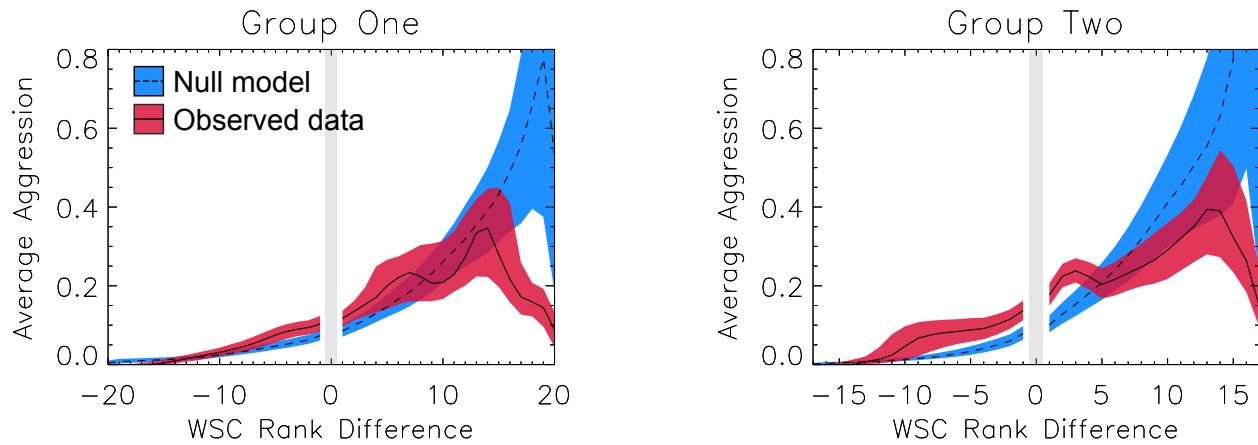 Group One
Average Aggression
0.8
0.6
0.4
0.2
0.0
Null model
Observed data
−20 −10 0 10 20
WSC Rank Difference
Group Two
Average Aggression
0.8
0.6
0.4
0.2
0.0
−15 −10 −5 0 5 10 15
WSC Rank Difference